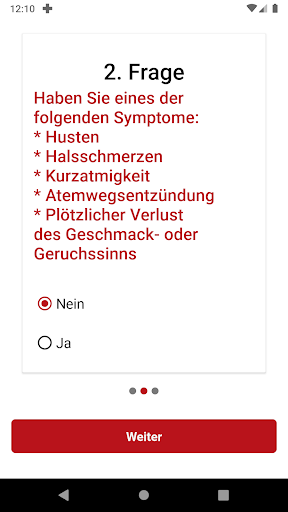 12:10
2. Frage
Haben Sie eines der
folgenden Symptome:
* Husten
* Halsschmerzen
* Kurzatmigkeit
* Atemwegsentzündung
* Plötzlicher Verlust
des Geschmack- oder
Geruchssinns
Nein
Ja
Weiter